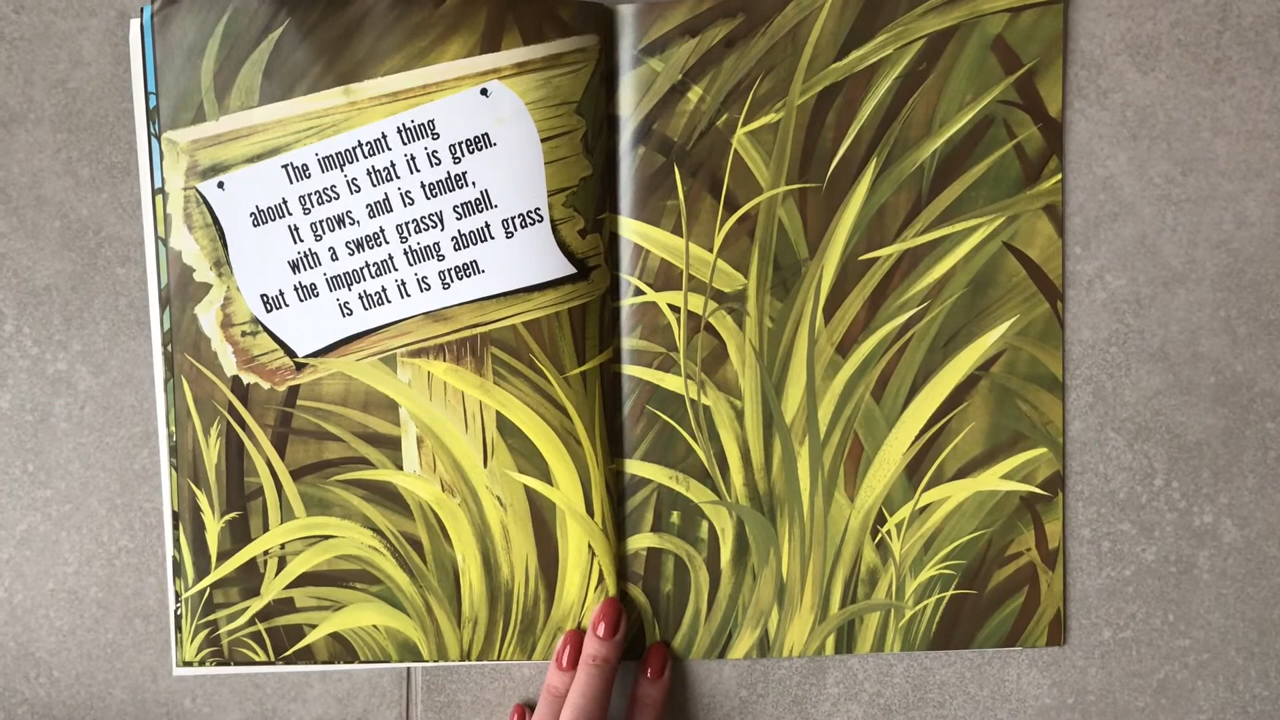 The important thing
about grass is that it is green.
It grows, and is tender,
with a sweet grassy smell.
But the important thing about grass
is that it is green.